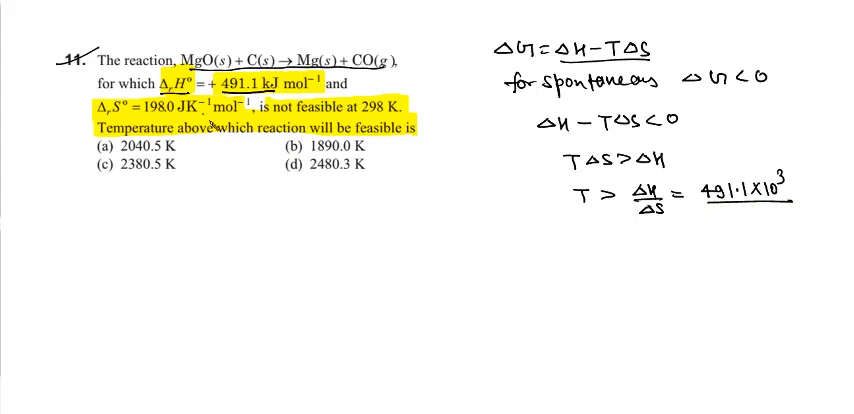 11. The reaction, MgO(s) + C(s) → Mg(s) + CO(g),
for which ΔrH° = + 491.1 kJ mol⁻¹ and
ΔrS° = 198.0 JK⁻¹ mol⁻¹, is not feasible at 298 K.
Temperature above which reaction will be feasible is
(a) 2040.5 K (b) 1890.0 K
(c) 2380.5 K (d) 2480.3 K
ΔG = ΔH − TΔS
for spontaneous ΔG < 0
ΔH − TΔS < 0
TΔS > ΔH
T > ΔH/ΔS = 491.1 × 10³